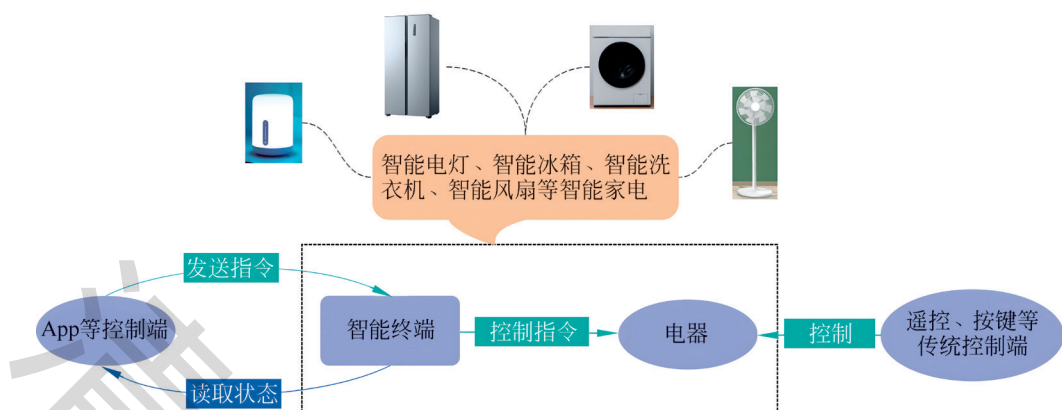 智能电灯、智能冰箱、智能洗
衣机、智能风扇等智能家电
发送指令
App等控制端
智能终端
控制指令
电器
控制
遥控、按键等
传统控制端
读取状态